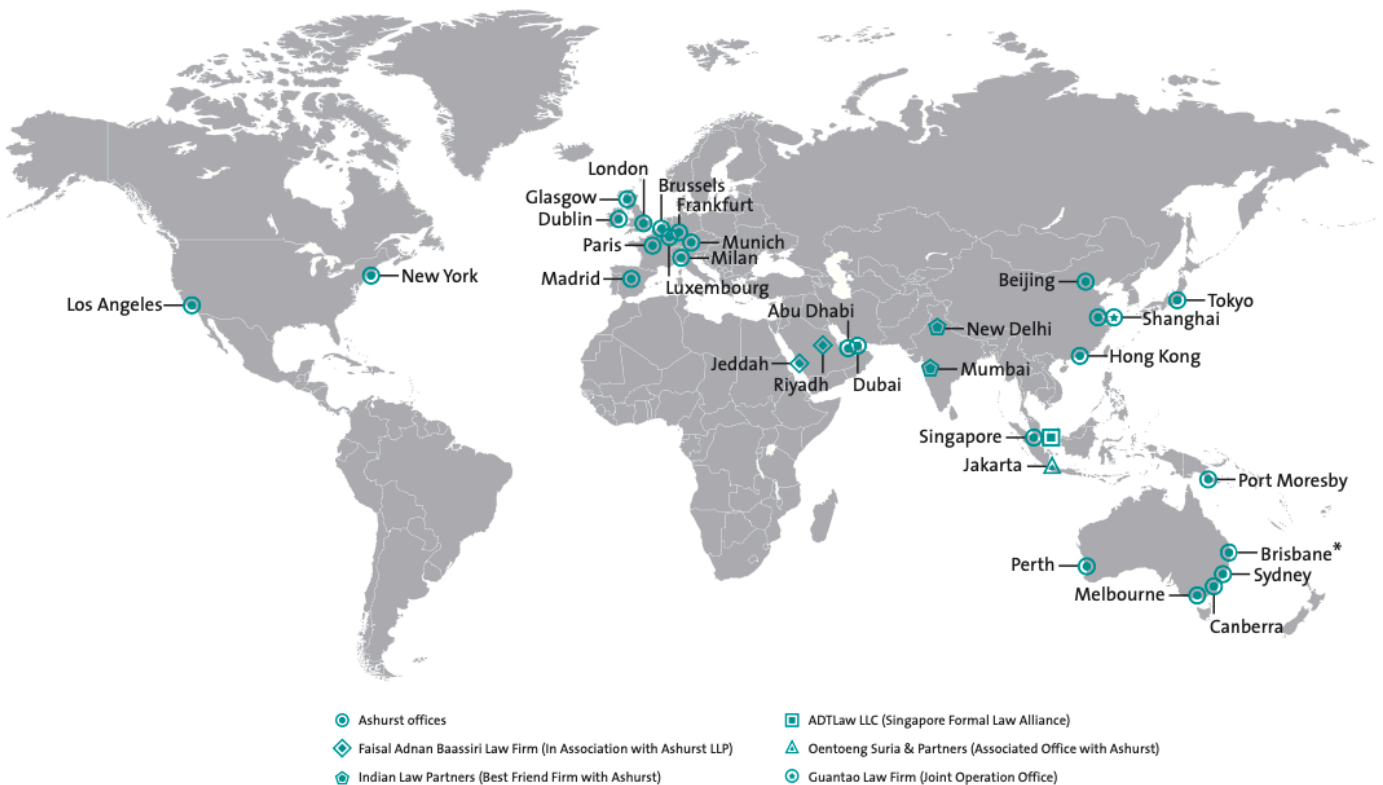 London
Brussels
Glasgow
Frankfurt
Dublin
Paris
Munich
Milan
Madrid
Luxembourg
New York
Los Angeles
Beijing
Tokyo
Abu Dhabi
Shanghai
New Delhi
Hong Kong
Jeddah
Mumbai
Riyadh
Dubai
Singapore
Jakarta
Port Moresby
Brisbane*
Perth
Sydney
Melbourne
Canberra
Ashurst offices
Faisal Adnan Baassiri Law Firm (In Association with Ashurst LLP)
Indian Law Partners (Best Friend Firm with Ashurst)
ADTLaw LLC (Singapore Formal Law Alliance)
Oentoeng Suria & Partners (Associated Office with Ashurst)
Guantao Law Firm (Joint Operation Office)